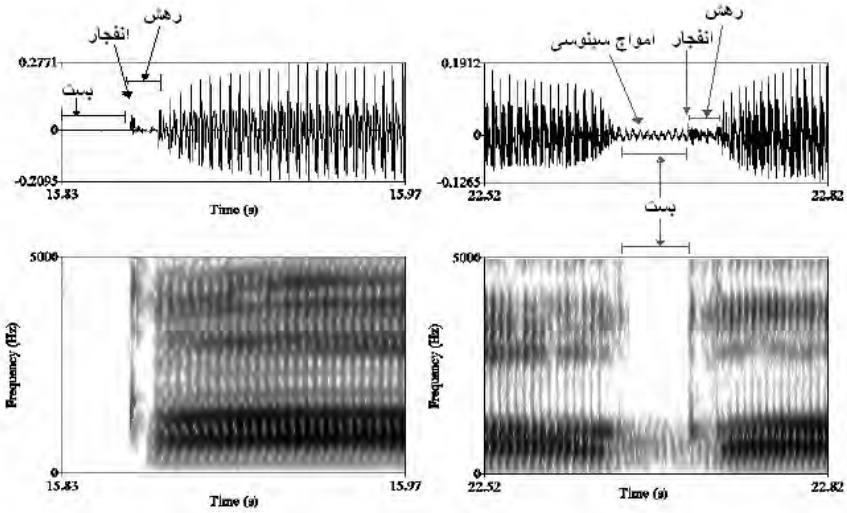 رهش
انفجار
بست
0.2771
0
-0.2095
15.83
15.97
Time (s)
رهش
انفجار
امواج سینوسی
0.1912
0
-0.1265
22.52
22.82
Time (s)
بست
5000
Frequency (Hz)
0
15.83
15.97
Time (s)
5000
Frequency (Hz)
0
22.52
22.82
Time (s)